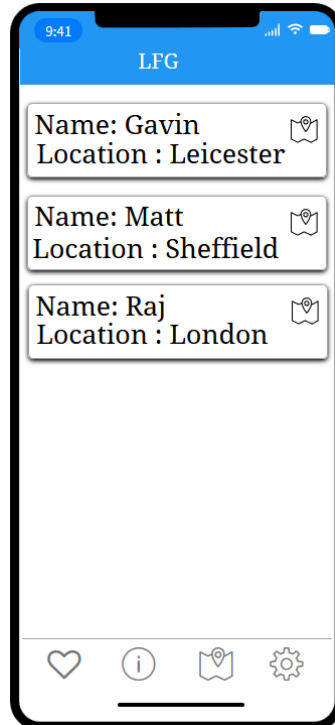 9:41
LFG
Name: Gavin
Location : Leicester
Name: Matt
Location : Sheffield
Name: Raj
Location : London